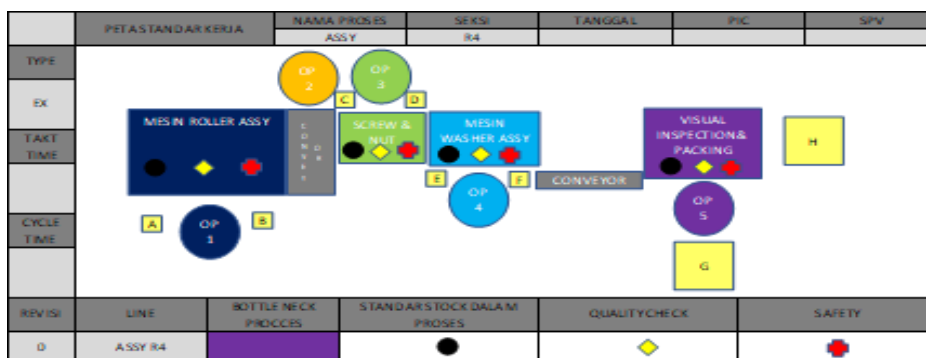 PETA STANDAR KERJA
NAMA PROSES
SEKSI
TANGGAL
PIC
SPV
ASSY
R4
TYPE
EX
TAKT
TIME
CYCLE
TIME
OP
2
OP
3
C
D
MESIN ROLLER ASSY
CONVEYOR
SCREW &
NUT
MESIN
WASHER ASSY
VISUAL
INSPECTION &
PACKING
H
A
OP
1
B
E
OP
4
F
CONVEYOR
OP
5
G
REVISI
LINE
BOTTLE NECK
PROCCES
STANDAR STOCK DALAM
PROSES
QUALITY CHECK
SAFETY
0
ASSY R4